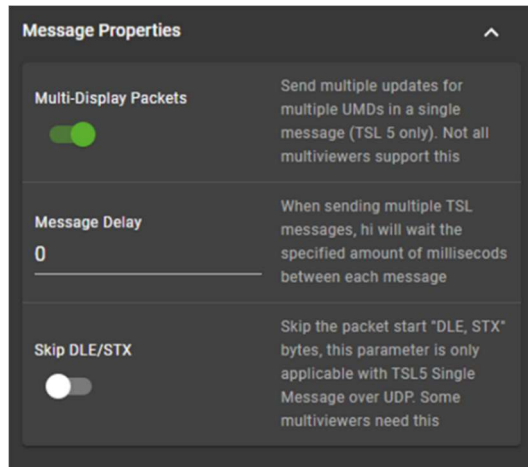 Message Properties
Multi-Display Packets
Send multiple updates for
multiple UMDs in a single
message (TSL 5 only). Not all
multiviewers support this
Message Delay
0
When sending multiple TSL
messages, hi will wait the
specified amount of millisecods
between each message
Skip DLE/STX
Skip the packet start "DLE, STX"
bytes, this parameter is only
applicable with TSL5 Single
Message over UDP. Some
multiviewers need this